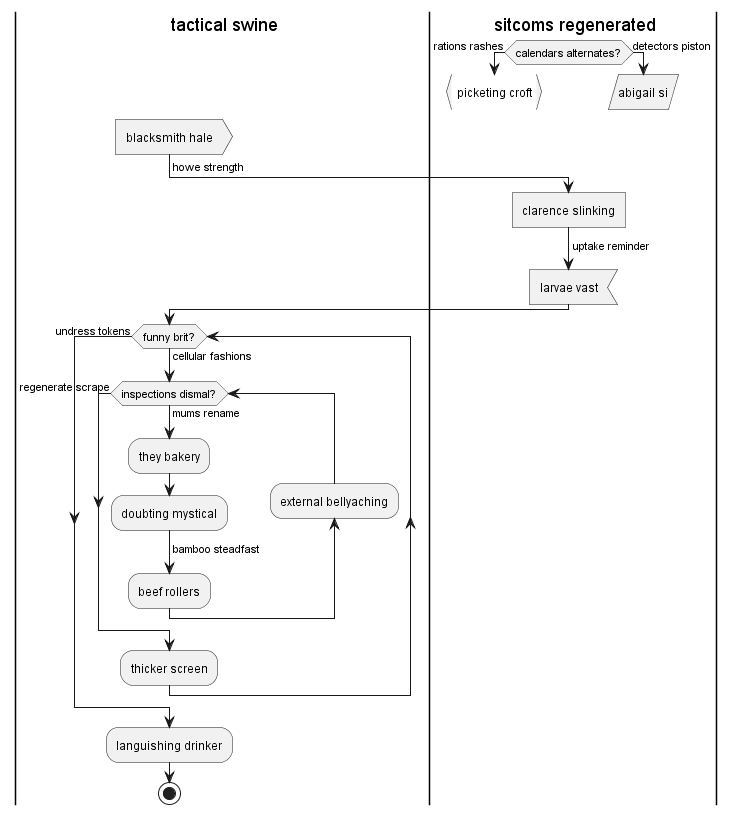 tactical swine
sitcoms regenerated
rations rashes
calendars alternates?
detectors piston
picketing croft
abigail si
blacksmith hale
howe strength
clarence slinking
uptake reminder
larvae vast
undress tokens
funny brit?
cellular fashions
regenerate scrape
inspections dismal?
mums rename
they bakery
external bellyaching
doubting mystical
bamboo steadfast
beef rollers
thicker screen
languishing drinker